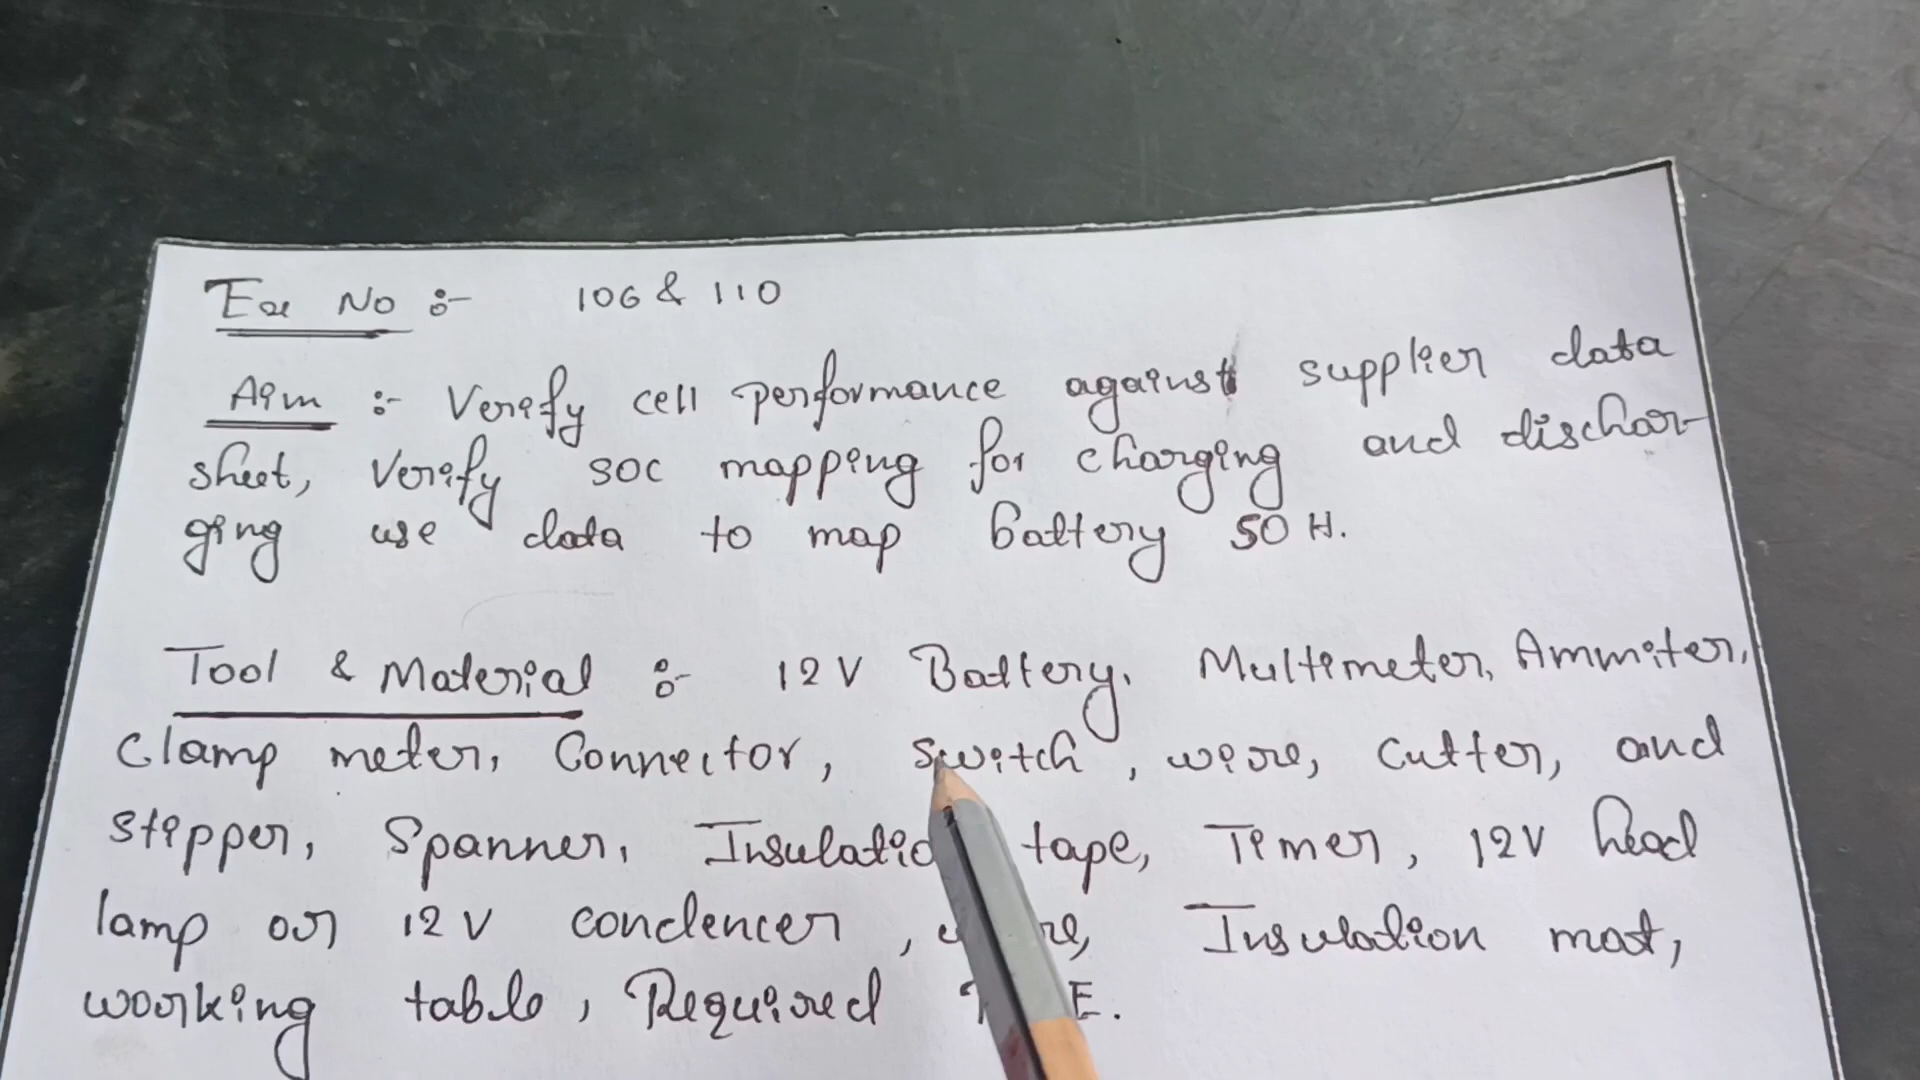 Ex No :- 106 & 110
Aim :- Verify cell performance against supplier data
sheet, Verify SOC mapping for charging and dischar-
ging use data to map battery SOH.
Tool & Material :- 12V Battery, Multimeter, Ammiter,
Clamp meter, Connector, Switch, wire, Cutter, and
stipper, Spanner, Insulatio tape, Timer, 12V head
lamp or 12V condencer, Insulation mat,
working table, Required